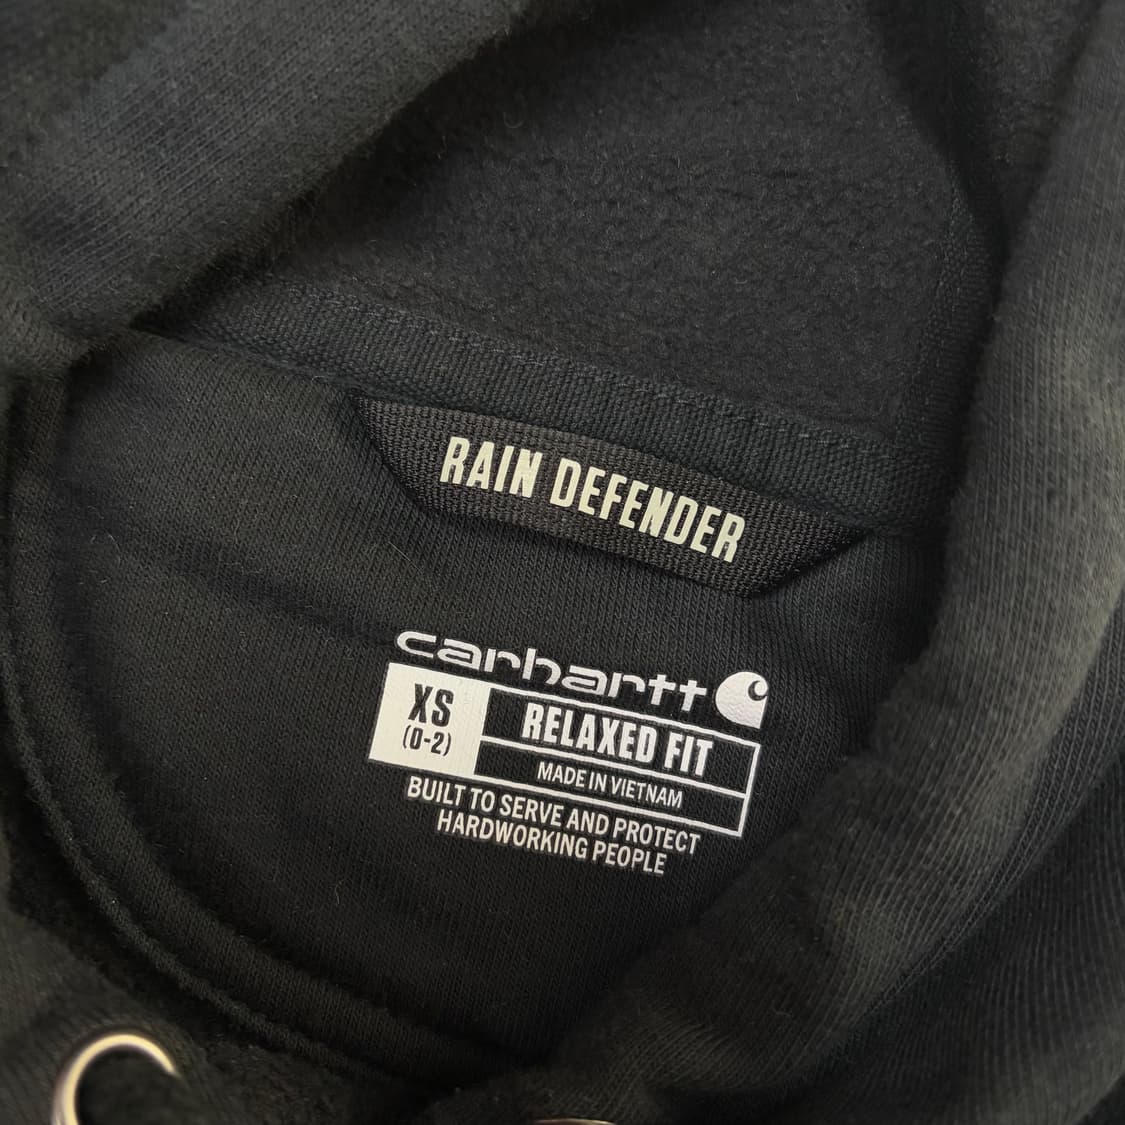 RAIN DEFENDER
carhartt
XS
(0-2)
RELAXED FIT
MADE IN VIETNAM
BUILT TO SERVE AND PROTECT
HARDWORKING PEOPLE